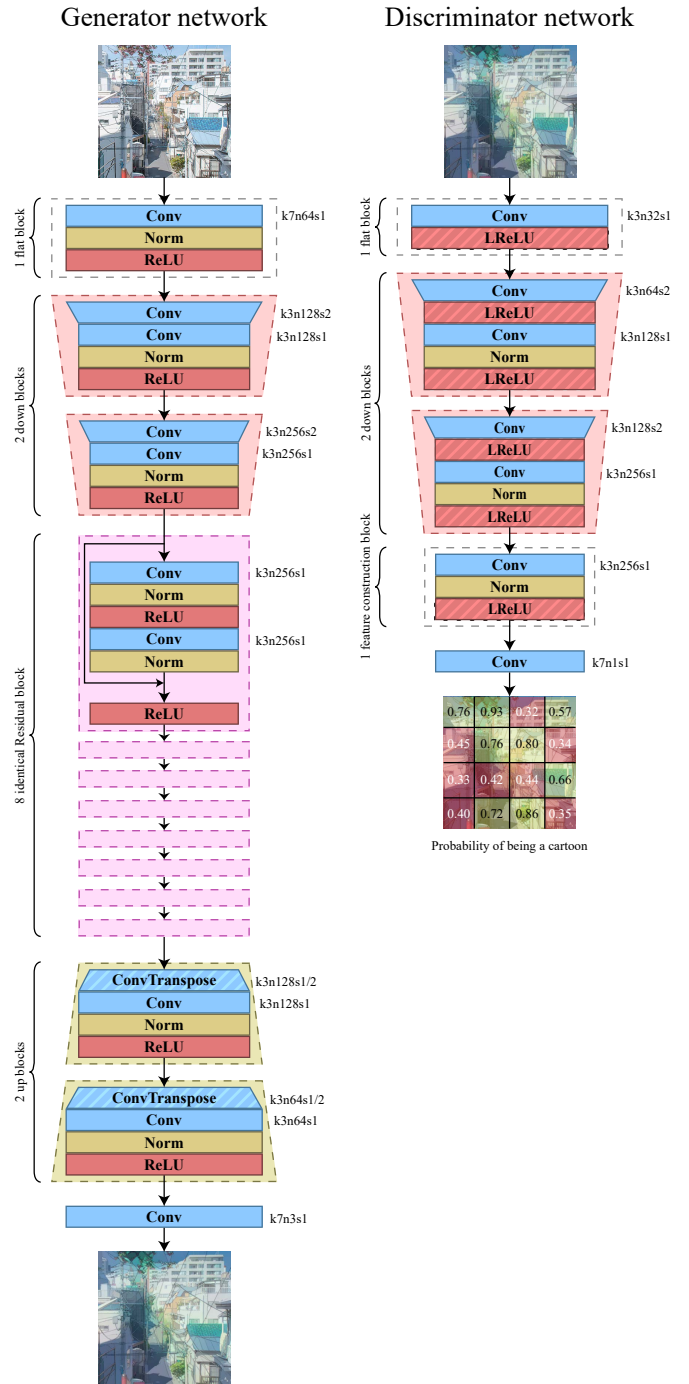 Generator network
1 flat block
Conv
k7n64s1
Norm
ReLU
2 down blocks
Conv
k3n128s2
Conv
k3n128s1
Norm
ReLU
Conv
k3n256s2
Conv
k3n256s1
Norm
ReLU
8 identical Residual block
Conv
k3n256s1
Norm
ReLU
Conv
k3n256s1
Norm
ReLU
2 up blocks
ConvTranspose
k3n128s1/2
Conv
k3n128s1
Norm
ReLU
ConvTranspose
k3n64s1/2
Conv
k3n64s1
Norm
ReLU
Conv
k7n3s1
Discriminator network
1 flat block
Conv
k3n32s1
LReLU
2 down blocks
Conv
k3n64s2
LReLU
Conv
k3n128s1
Norm
LReLU
Conv
k3n128s2
LReLU
Conv
k3n256s1
Norm
LReLU
1 feature construction block
Conv
k3n256s1
Norm
LReLU
Conv
k7n1s1
0.76 0.93 0.32 0.57
0.45 0.76 0.80 0.34
0.33 0.42 0.44 0.66
0.40 0.72 0.86 0.35
Probability of being a cartoon